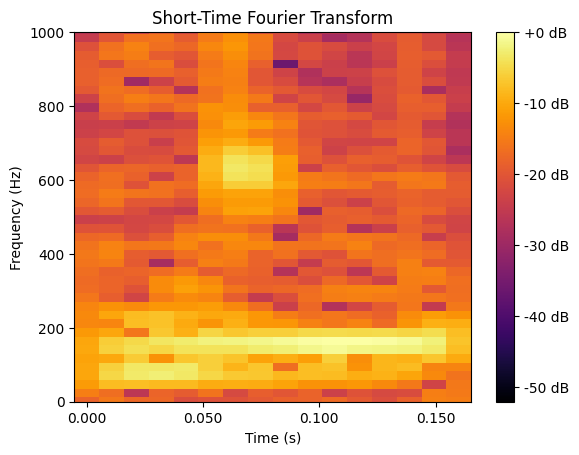 Short-Time Fourier Transform
1000
800
600
400
200
0
Frequency (Hz)
0.000
0.050
0.100
0.150
Time (s)
+0 dB
-10 dB
-20 dB
-30 dB
-40 dB
-50 dB